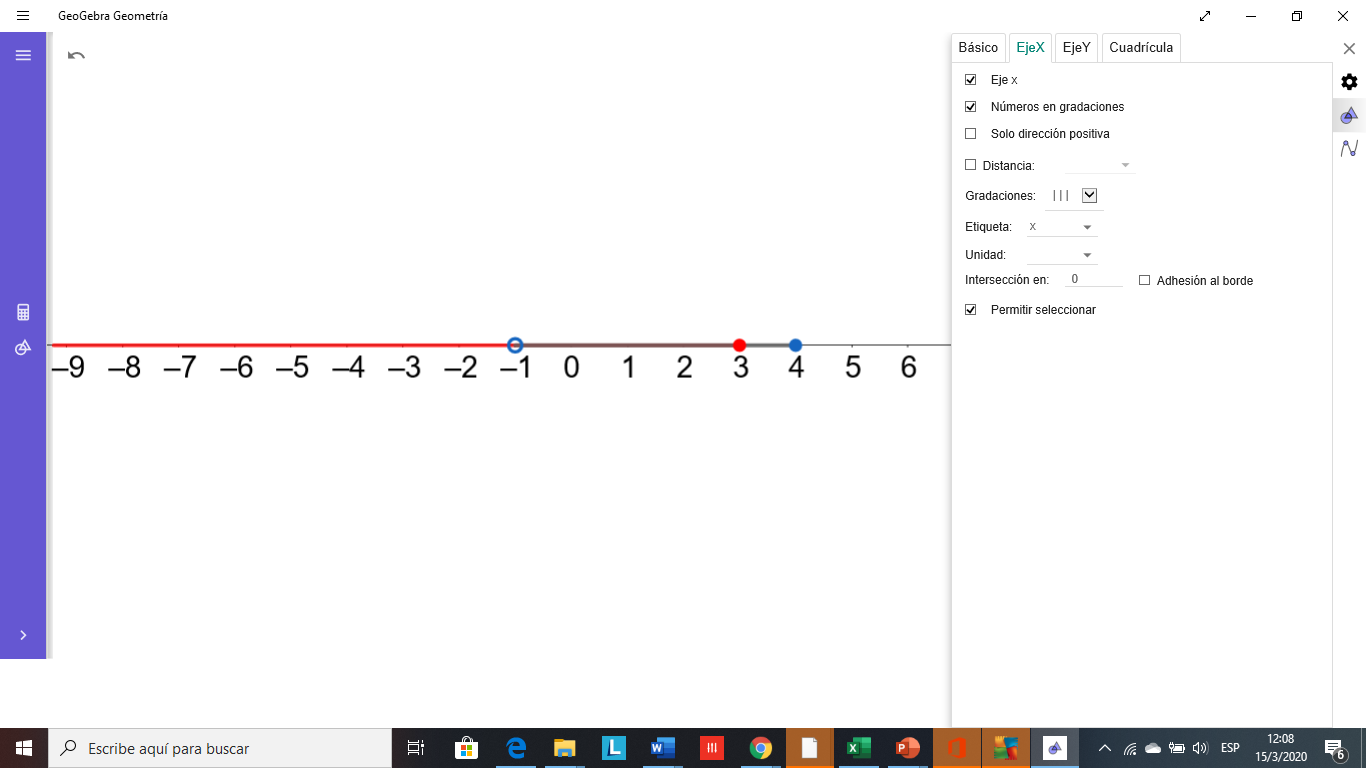 GeoGebra Geometría
Básico EjeX EjeY Cuadrícula
Eje x
Números en gradaciones
Solo dirección positiva
Distancia:
Gradaciones: |||
Etiqueta: x
Unidad:
Intersección en: 0 Adhesión al borde
Permitir seleccionar
–9 –8 –7 –6 –5 –4 –3 –2 –1 0 1 2 3 4 5 6
Escribe aquí para buscar
ESP
12:08
15/3/2020
6